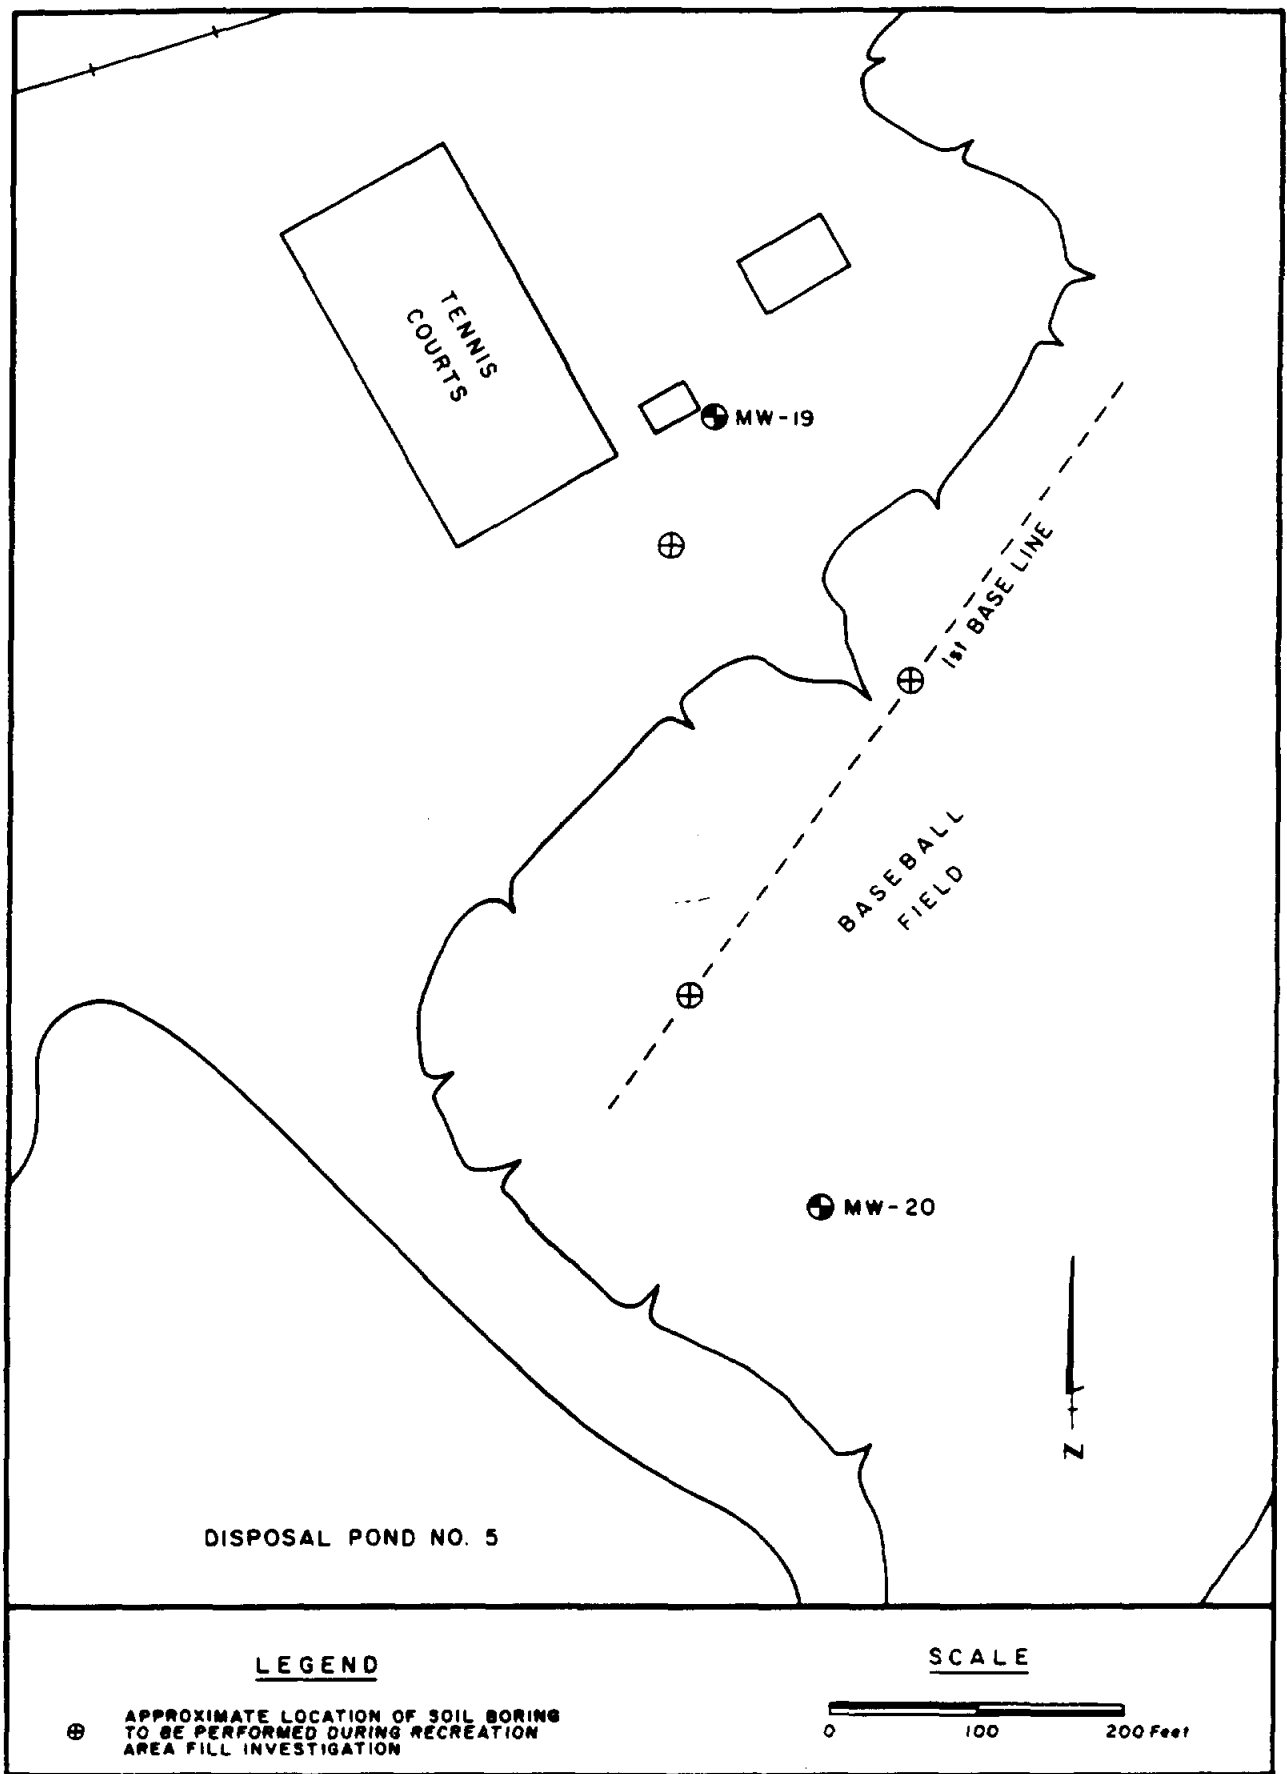 TENNIS
COURTS
MW-19
1st BASE LINE
BASEBALL
FIELD
MW-20
N
DISPOSAL POND NO. 5
LEGEND
⊕ APPROXIMATE LOCATION OF SOIL BORING
TO BE PERFORMED DURING RECREATION
AREA FILL INVESTIGATION
SCALE
0 100 200 Feet